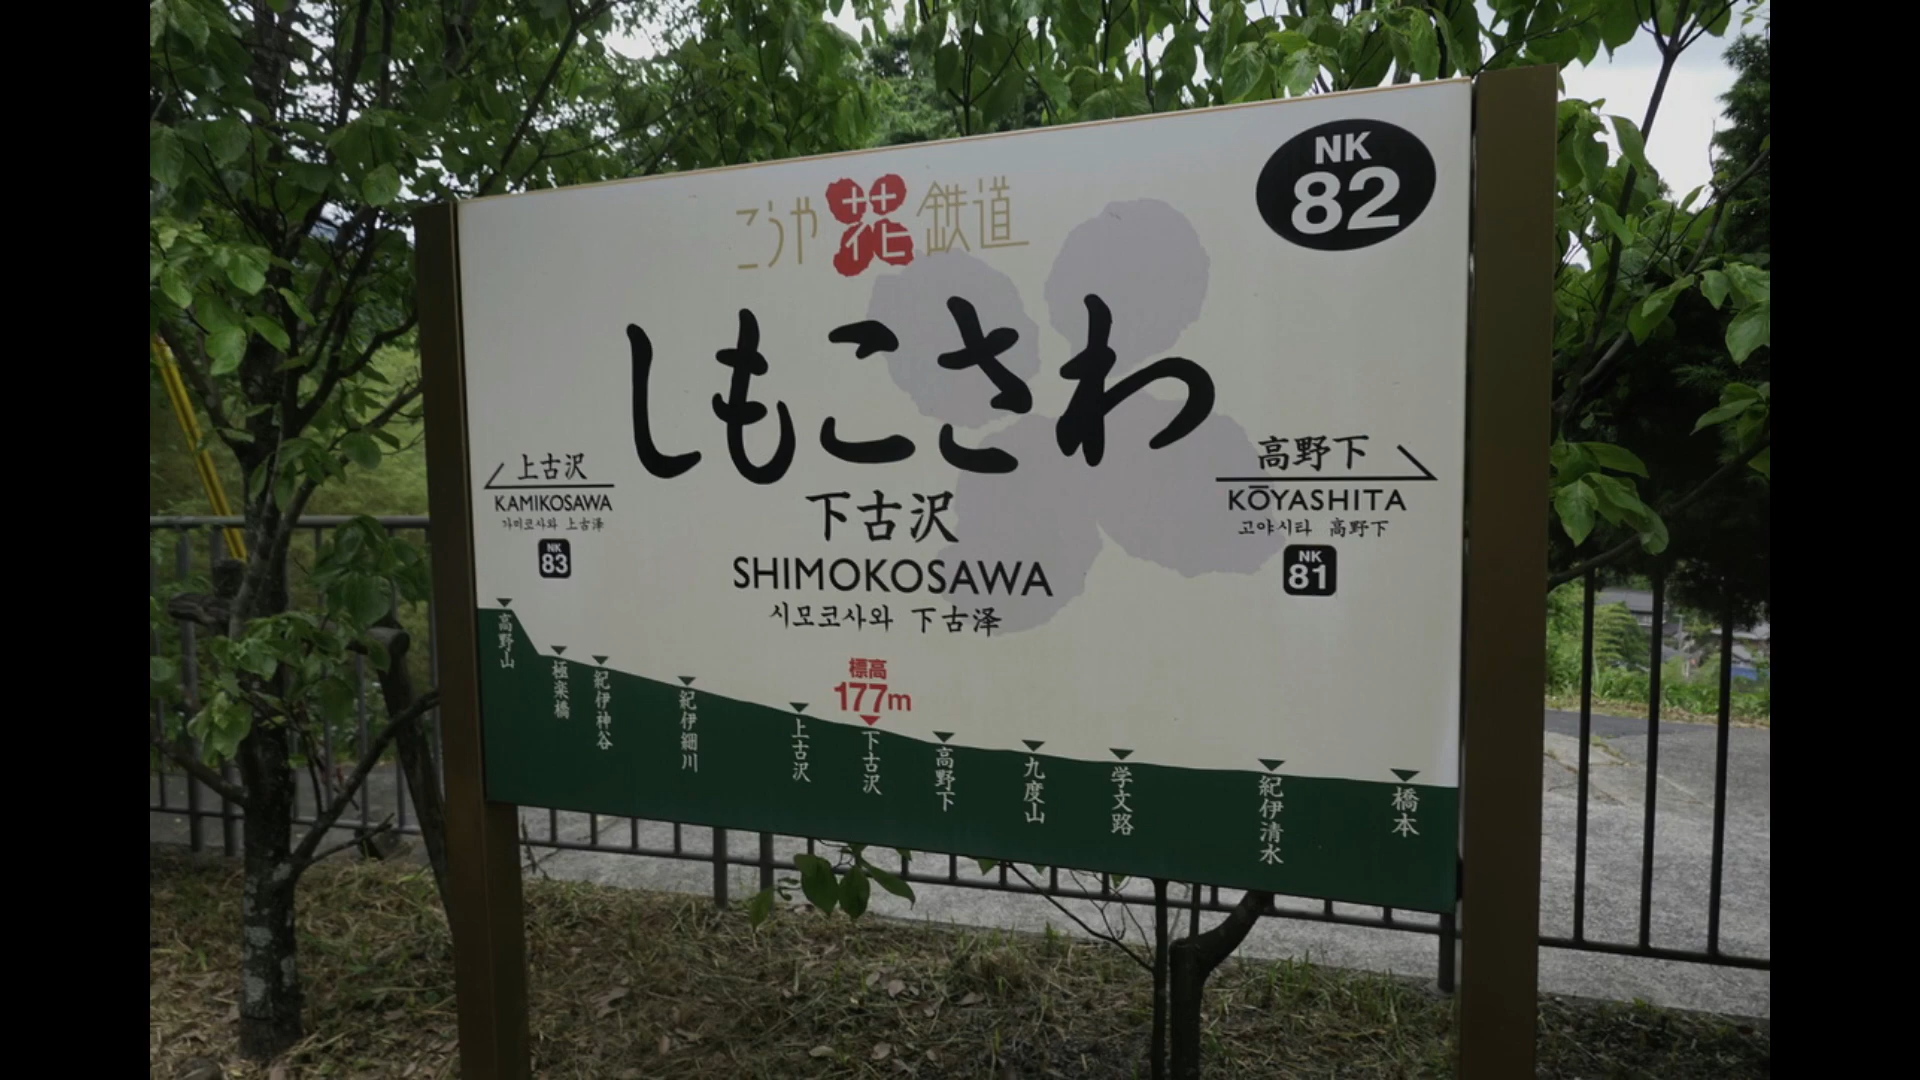 こうや花鉄道
NK
82
しもこさわ
下古沢
SHIMOKOSAWA
시모코사와 下古泽
上古沢
KAMIKOSAWA
가미코사와 上古泽
NK
83
高野下
KŌYASHITA
고야시타 高野下
NK
81
標高
177m
高野山
極楽橋
紀伊神谷
紀伊細川
上古沢
下古沢
高野下
九度山
学文路
紀伊清水
橋本